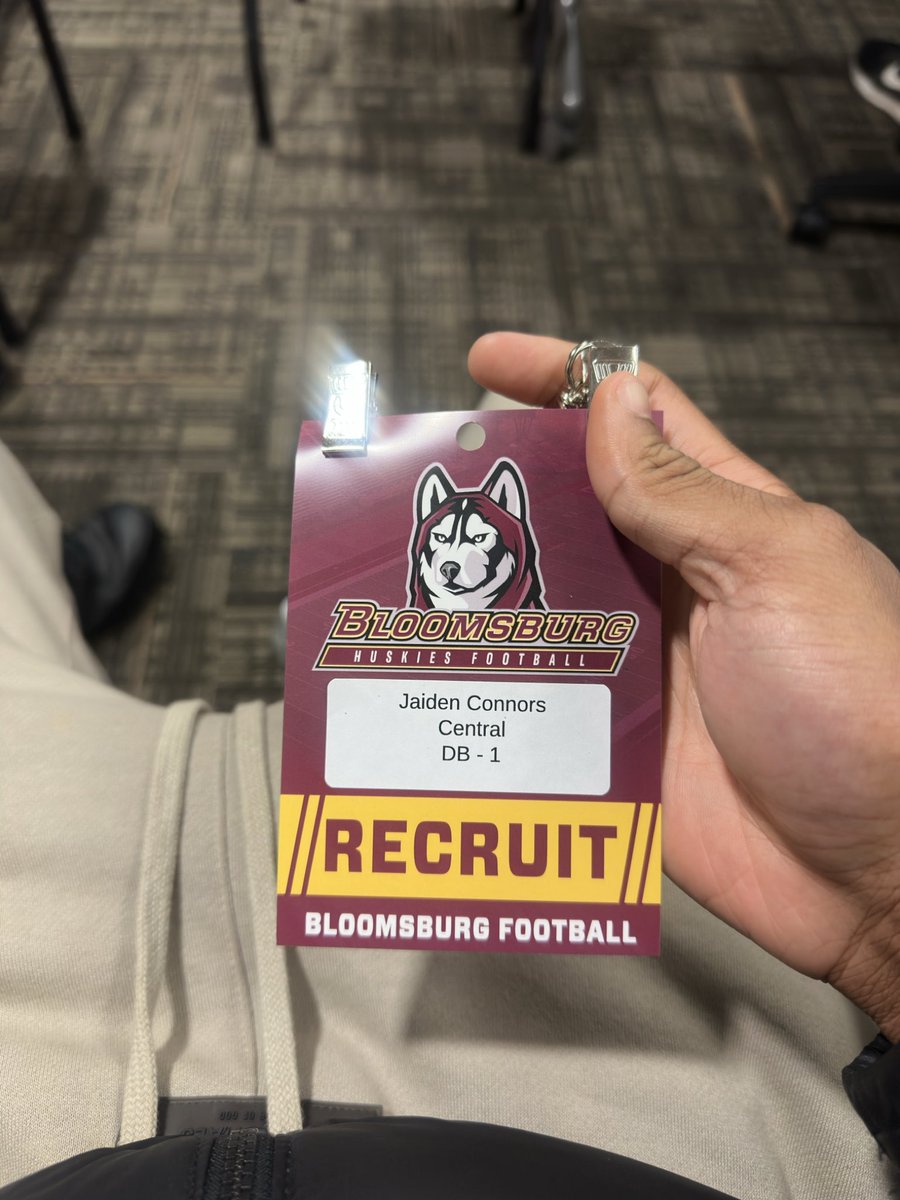 BLOOMSBURG
HUSKIES FOOTBALL
Jaiden Connors
Central
DB - 1
RECRUIT
BLOOMSBURG FOOTBALL